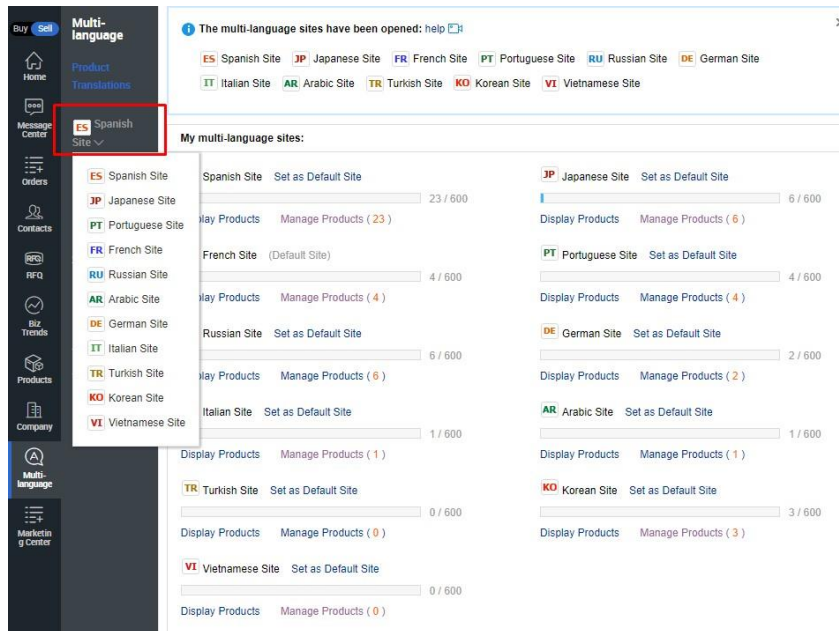 Buy Sell
Home
Message
Center
Orders
Contacts
RFQ
RFQ
Biz
Trends
Products
Company
Multi-
language
Marketin
g Center
Multi-
language
Product
Translations
ES Spanish
Site
ES Spanish Site
JP Japanese Site
PT Portuguese Site
FR French Site
RU Russian Site
AR Arabic Site
DE German Site
IT Italian Site
TR Turkish Site
KO Korean Site
VI Vietnamese Site
The multi-language sites have been opened: help
ES Spanish Site JP Japanese Site FR French Site PT Portuguese Site RU Russian Site DE German Site
IT Italian Site AR Arabic Site TR Turkish Site KO Korean Site VI Vietnamese Site
My multi-language sites:
Spanish Site Set as Default Site
23 / 600
lay Products Manage Products ( 23 )
JP Japanese Site Set as Default Site
6 / 600
Display Products Manage Products ( 6 )
French Site (Default Site)
4 / 600
lay Products Manage Products ( 4 )
PT Portuguese Site Set as Default Site
4 / 600
Display Products Manage Products ( 4 )
Russian Site Set as Default Site
6 / 600
lay Products Manage Products ( 6 )
DE German Site Set as Default Site
2 / 600
Display Products Manage Products ( 2 )
Italian Site Set as Default Site
1 / 600
Display Products Manage Products ( 1 )
AR Arabic Site Set as Default Site
1 / 600
Display Products Manage Products ( 1 )
TR Turkish Site Set as Default Site
0 / 600
Display Products Manage Products ( 0 )
KO Korean Site Set as Default Site
3 / 600
Display Products Manage Products ( 3 )
VI Vietnamese Site Set as Default Site
0 / 600
Display Products Manage Products ( 0 )